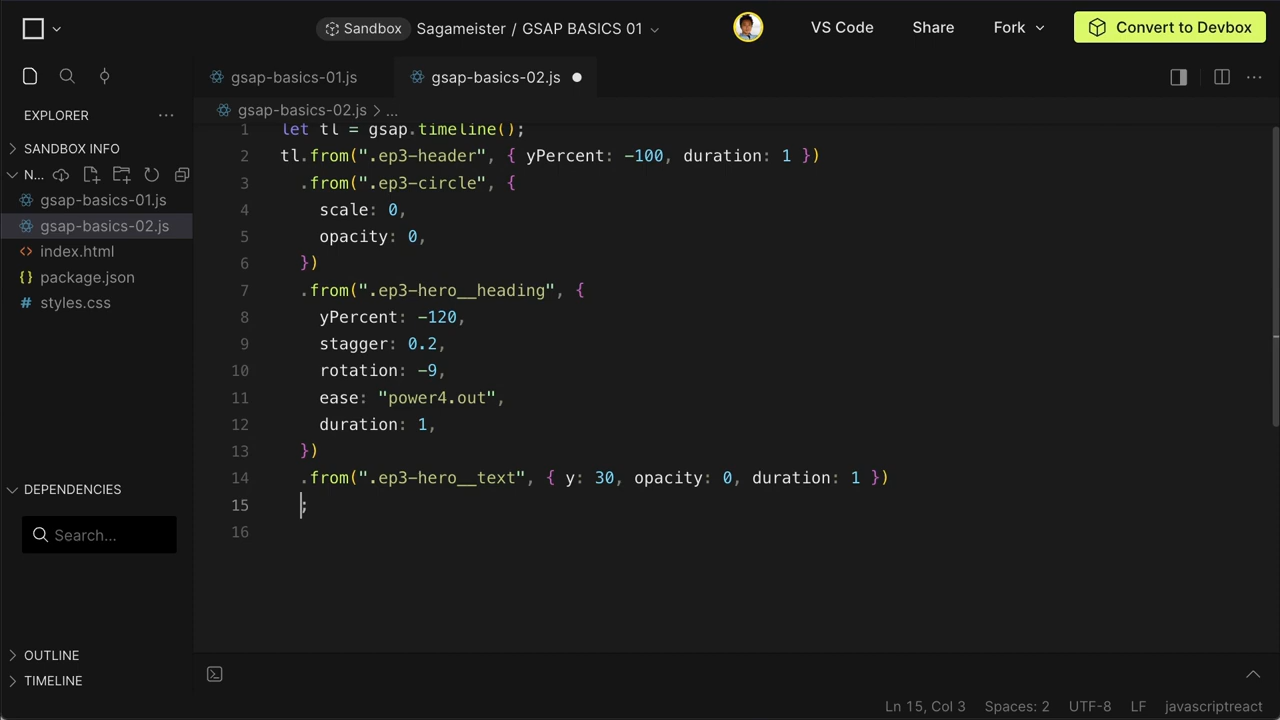 Sandbox Sagameister / GSAP BASICS 01 VS Code Share Fork Convert to Devbox
gsap-basics-01.js gsap-basics-02.js
EXPLORER
SANDBOX INFO
N...
gsap-basics-01.js
gsap-basics-02.js
index.html
{} package.json
# styles.css
DEPENDENCIES
Search...
OUTLINE
TIMELINE
gsap-basics-02.js > ...
1 let tl = gsap.timeline();
2 tl.from(".ep3-header", { yPercent: -100, duration: 1 })
3 .from(".ep3-circle", {
4 scale: 0,
5 opacity: 0,
6 })
7 .from(".ep3-hero__heading", {
8 yPercent: -120,
9 stagger: 0.2,
10 rotation: -9,
11 ease: "power4.out",
12 duration: 1,
13 })
14 .from(".ep3-hero__text", { y: 30, opacity: 0, duration: 1 })
15 ;
16
Ln 15, Col 3 Spaces: 2 UTF-8 LF javascriptreact